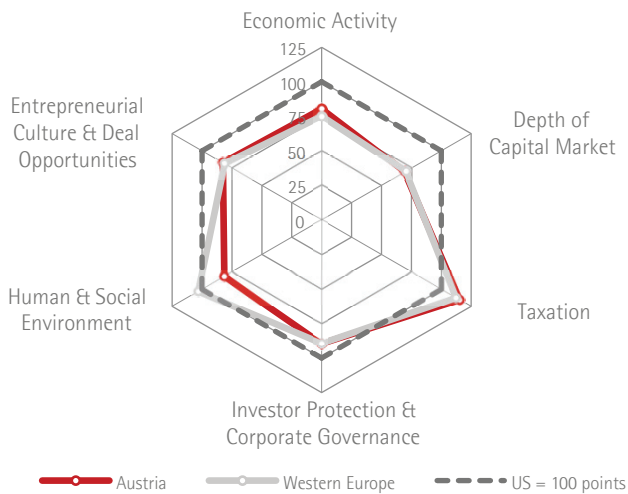 Economic Activity
125
100
75
50
25
0
Entrepreneurial
Culture & Deal
Opportunities
Depth of
Capital Market
Human & Social
Environment
Taxation
Investor Protection &
Corporate Governance
Austria
Western Europe
US = 100 points